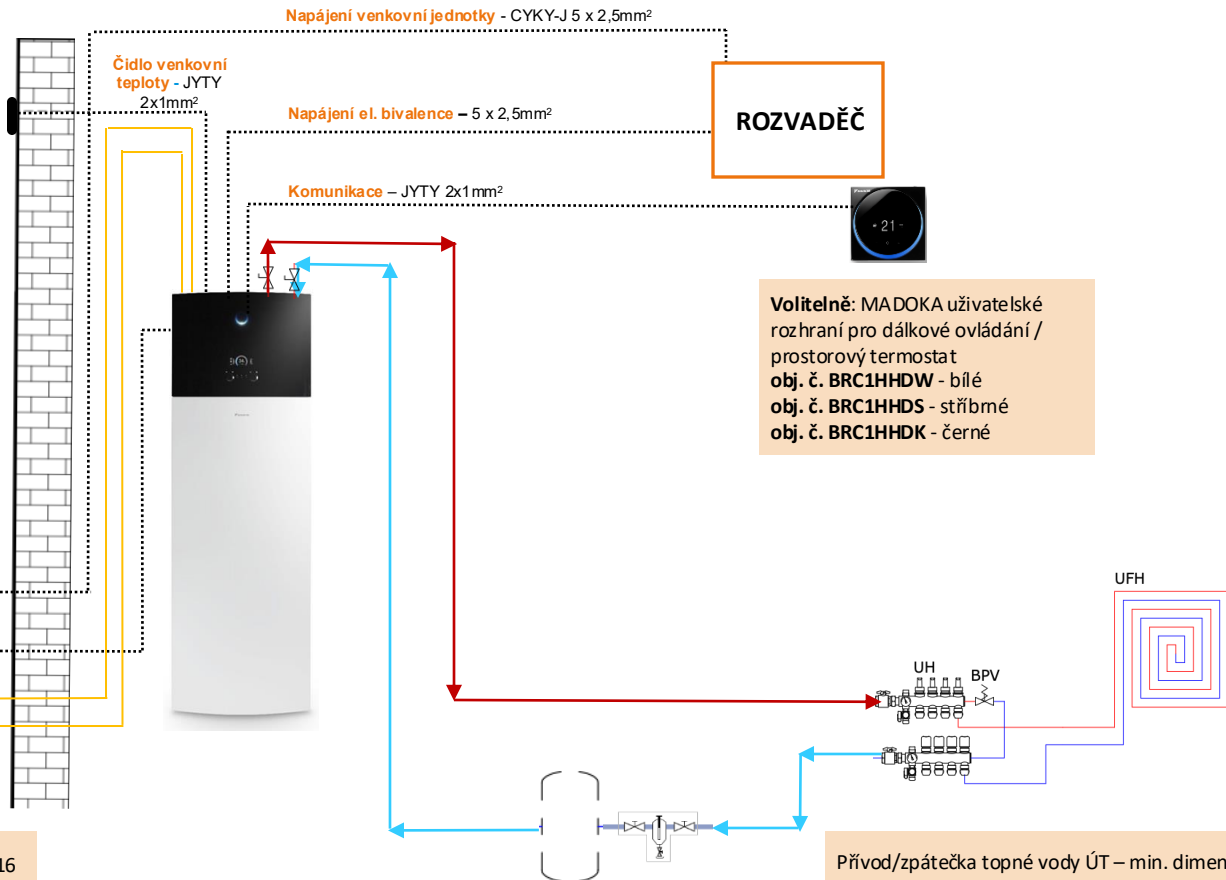 Napájení venkovní jednotky - CYKY-J 5 x 2,5mm²
Čidlo venkovní
teploty - JYTY
2x1mm²
Napájení el. bivalence – 5 x 2,5mm²
ROZVADĚČ
Komunikace – JYTY 2x1mm²
21
Volitelně: MADOKA uživatelské
rozhraní pro dálkové ovládání /
prostorový termostat
obj. č. BRC1HHDW - bílé
obj. č. BRC1HHDS - stříbrné
obj. č. BRC1HHDK - černé
UFH
UH
BPV
16
Přívod/zpátečka topné vody ÚT – min. dimen